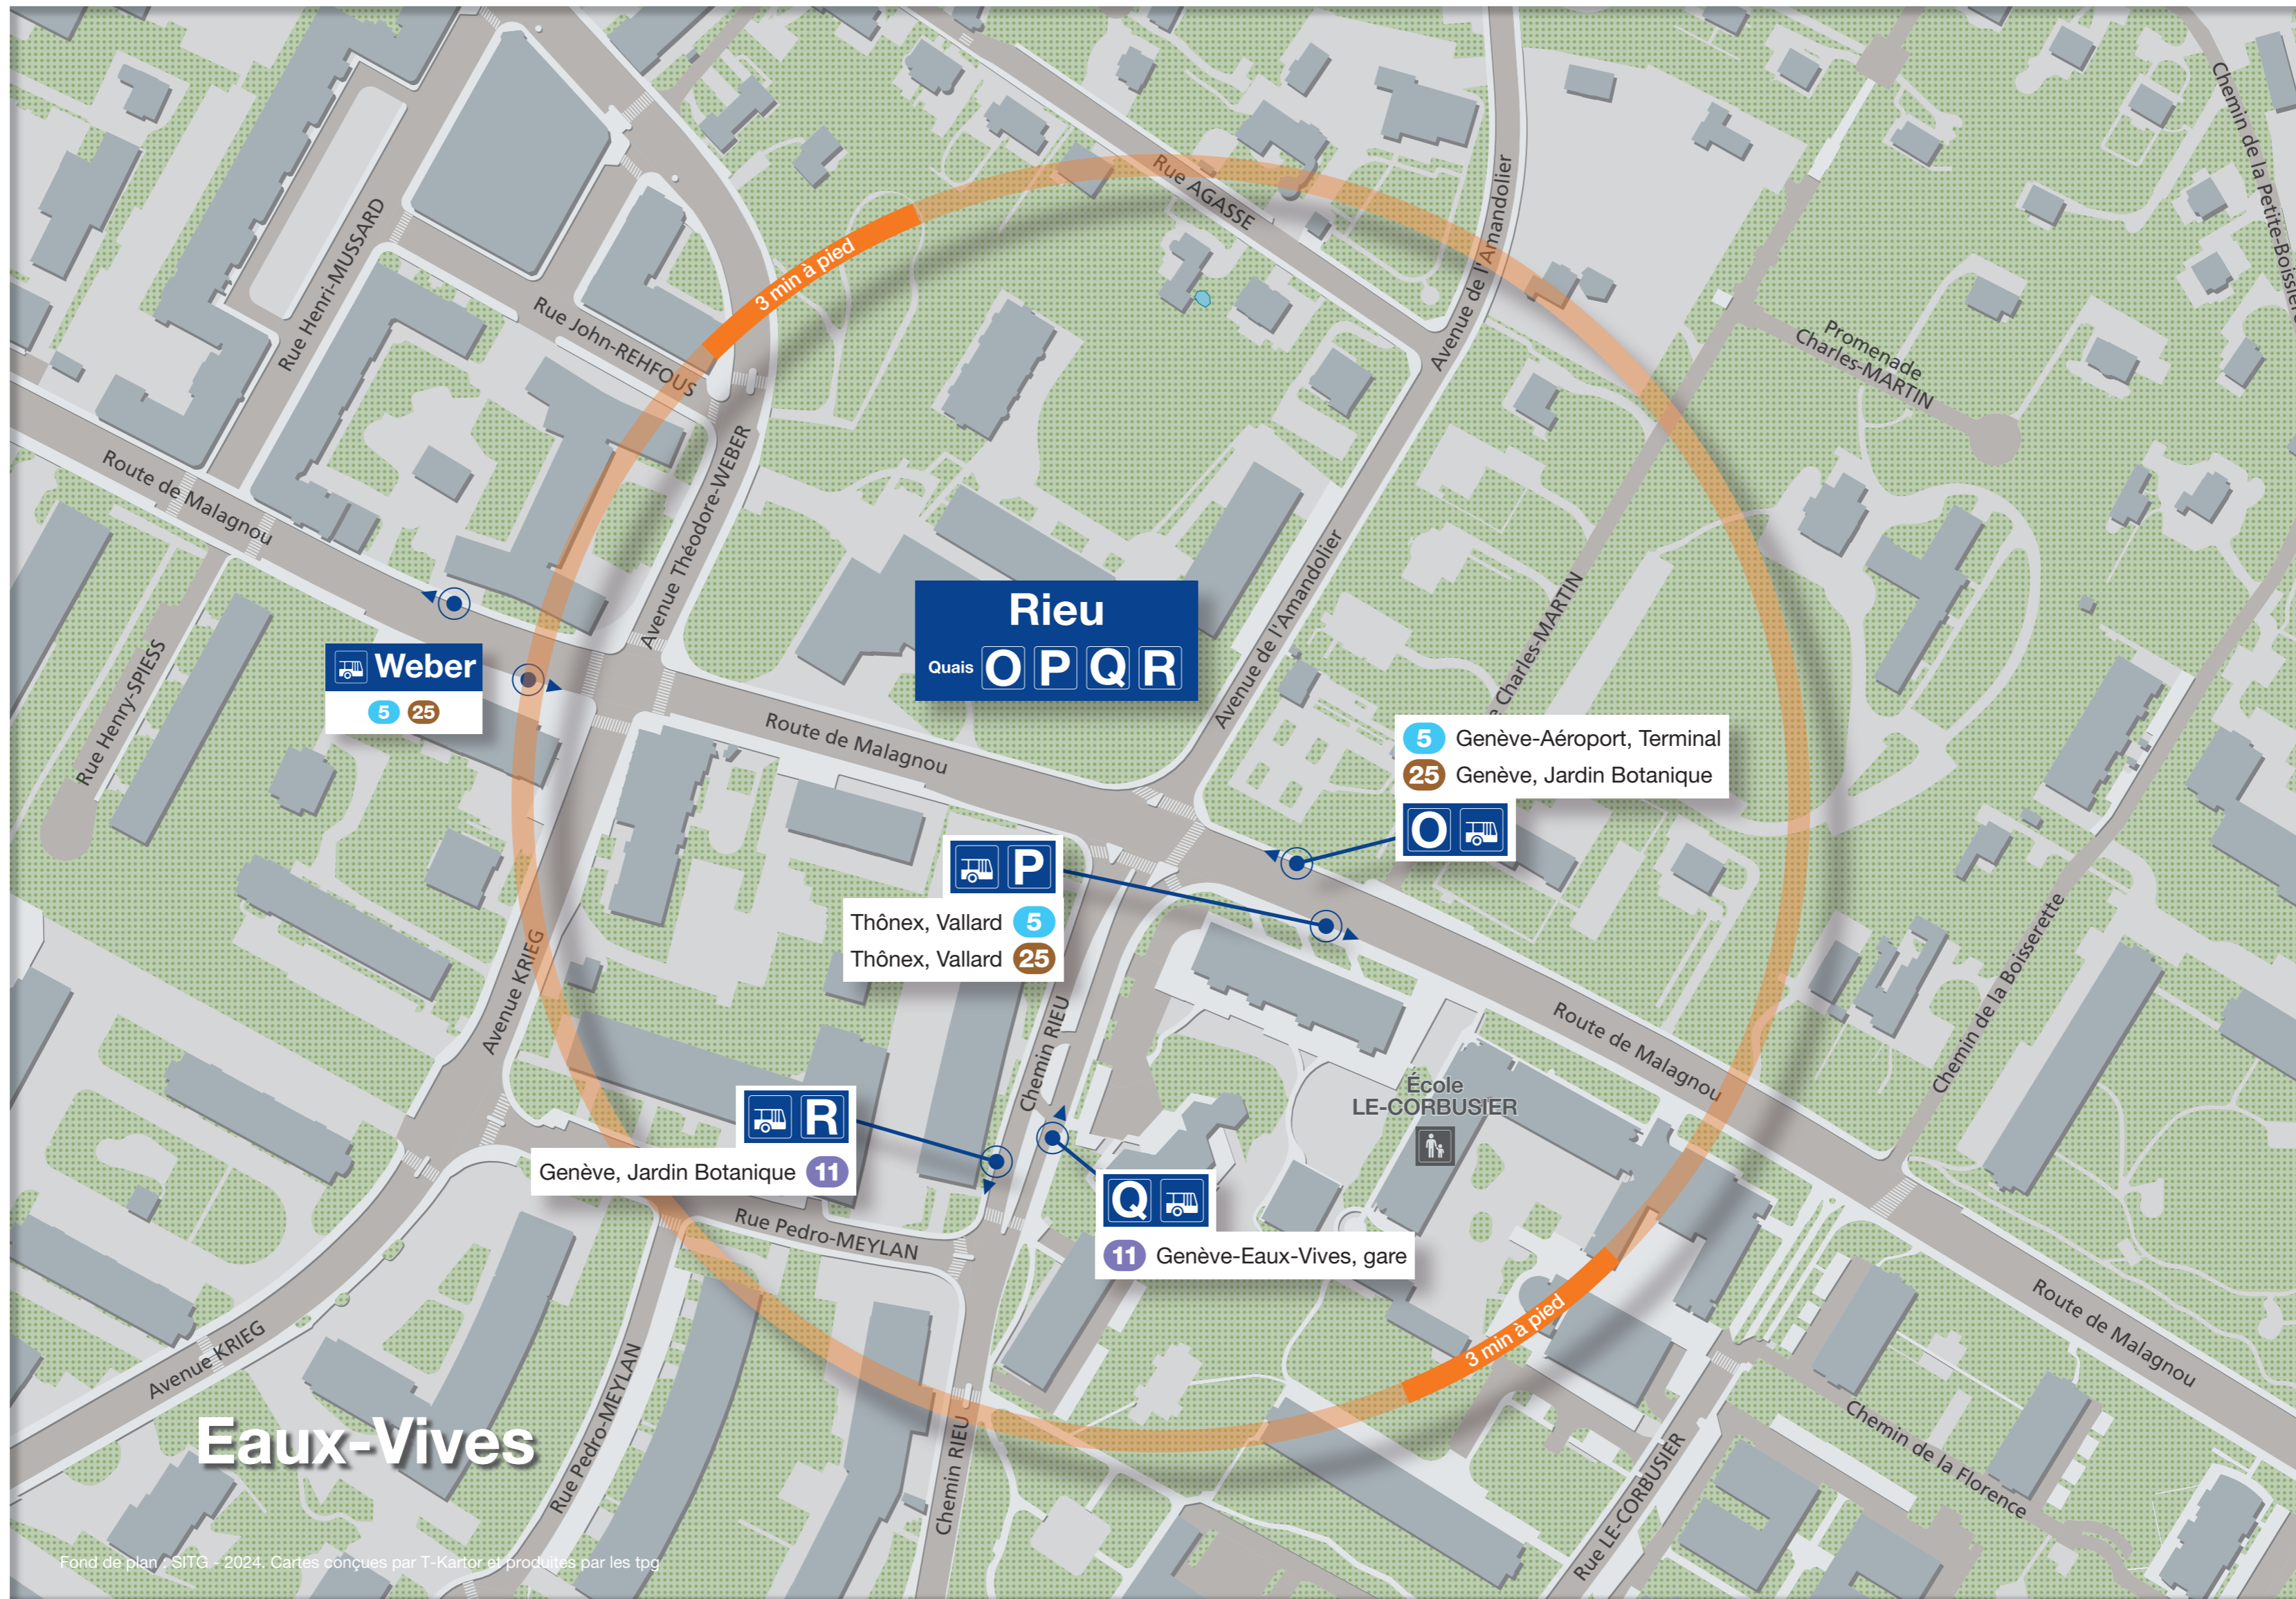 Rue AGASSE
Avenue de l'Amandolier
Chemin de la Petite-Boissière
Rue Henri-MUSSARD
3 min à pied
Rue John-REHFOUS
Avenue de l'Amandolier
Promenade
Charles-MARTIN
Route de Malagnou
Avenue Théodore-WEBER
Rieu
Quais O P Q R
Avenue de l'Amandolier
Charles-MARTIN
Weber
5 25
Rue Henry-SPIESS
Route de Malagnou
5 Genève-Aéroport, Terminal
25 Genève, Jardin Botanique
O
P
Thônex, Vallard 5
Thônex, Vallard 25
Avenue KRIEG
Chemin RIEU
Route de Malagnou
Chemin de la Boisserette
École
LE-CORBUSIER
R
Genève, Jardin Botanique 11
Q
11 Genève-Eaux-Vives, gare
Rue Pedro-MEYLAN
3 min à pied
Route de Malagnou
Avenue KRIEG
Rue Pedro-MEYLAN
Eaux-Vives
Chemin RIEU
Rue LE-CORBUSIER
Chemin de la Florence
Fond de plan : SITG - 2024. Cartes conçues par T-Kartor et produites par les tpg